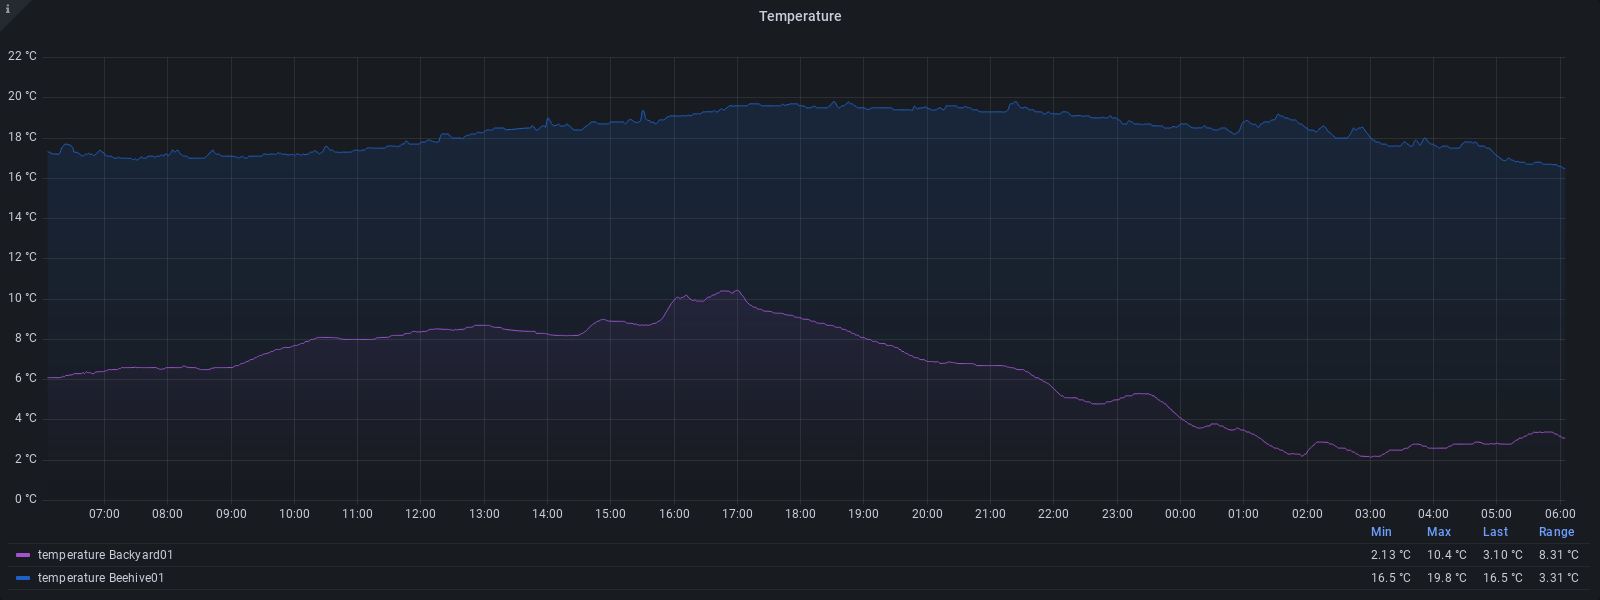 i
Temperature
22 °C
20 °C
18 °C
16 °C
14 °C
12 °C
10 °C
8 °C
6 °C
4 °C
2 °C
0 °C
07:00 08:00 09:00 10:00 11:00 12:00 13:00 14:00 15:00 16:00 17:00 18:00 19:00 20:00 21:00 22:00 23:00 00:00 01:00 02:00 03:00 04:00 05:00 06:00
Min Max Last Range
temperature Backyard01 2.13 °C 10.4 °C 3.10 °C 8.31 °C
temperature Beehive01 16.5 °C 19.8 °C 16.5 °C 3.31 °C